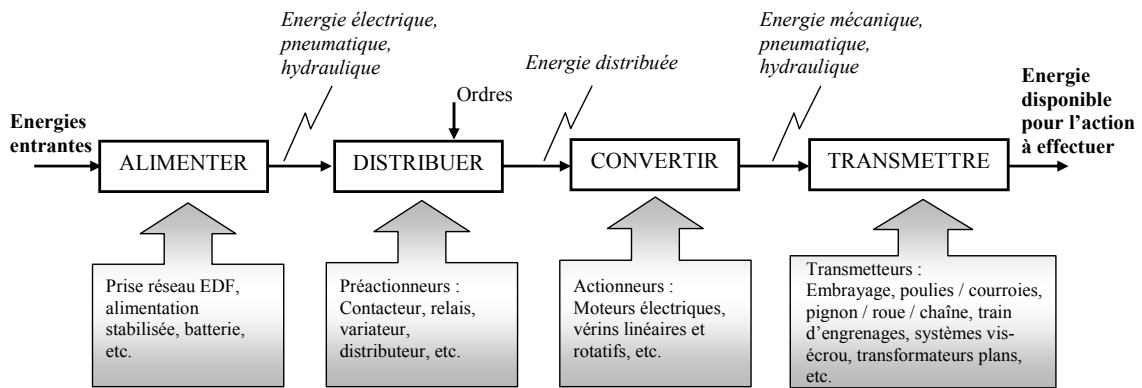 Energie électrique,
pneumatique,
hydraulique
Energie distribuée
Energie mécanique,
pneumatique,
hydraulique
Energie
disponible
pour l'action
à effectuer
Ordres
Energies
entrantes
ALIMENTER
DISTRIBUER
CONVERTIR
TRANSMETTRE
Prise réseau EDF,
alimentation
stabilisée, batterie,
etc.
Préactionneurs :
Contacteur, relais,
variateur,
distributeur, etc.
Actionneurs :
Moteurs électriques,
vérins linéaires et
rotatifs, etc.
Transmetteurs :
Embrayage, poulies / courroies,
pignon / roue / chaîne, train
d'engrenages, systèmes vis-
écrou, transformateurs plans,
etc.